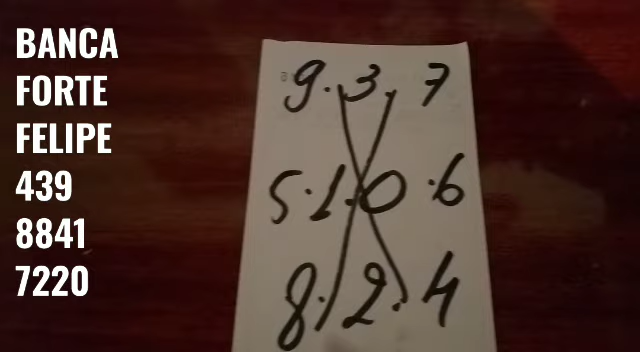 BANCA
FORTE
FELIPE
439
8841
7220
9.3.7
5.1.0.6
8.2.4